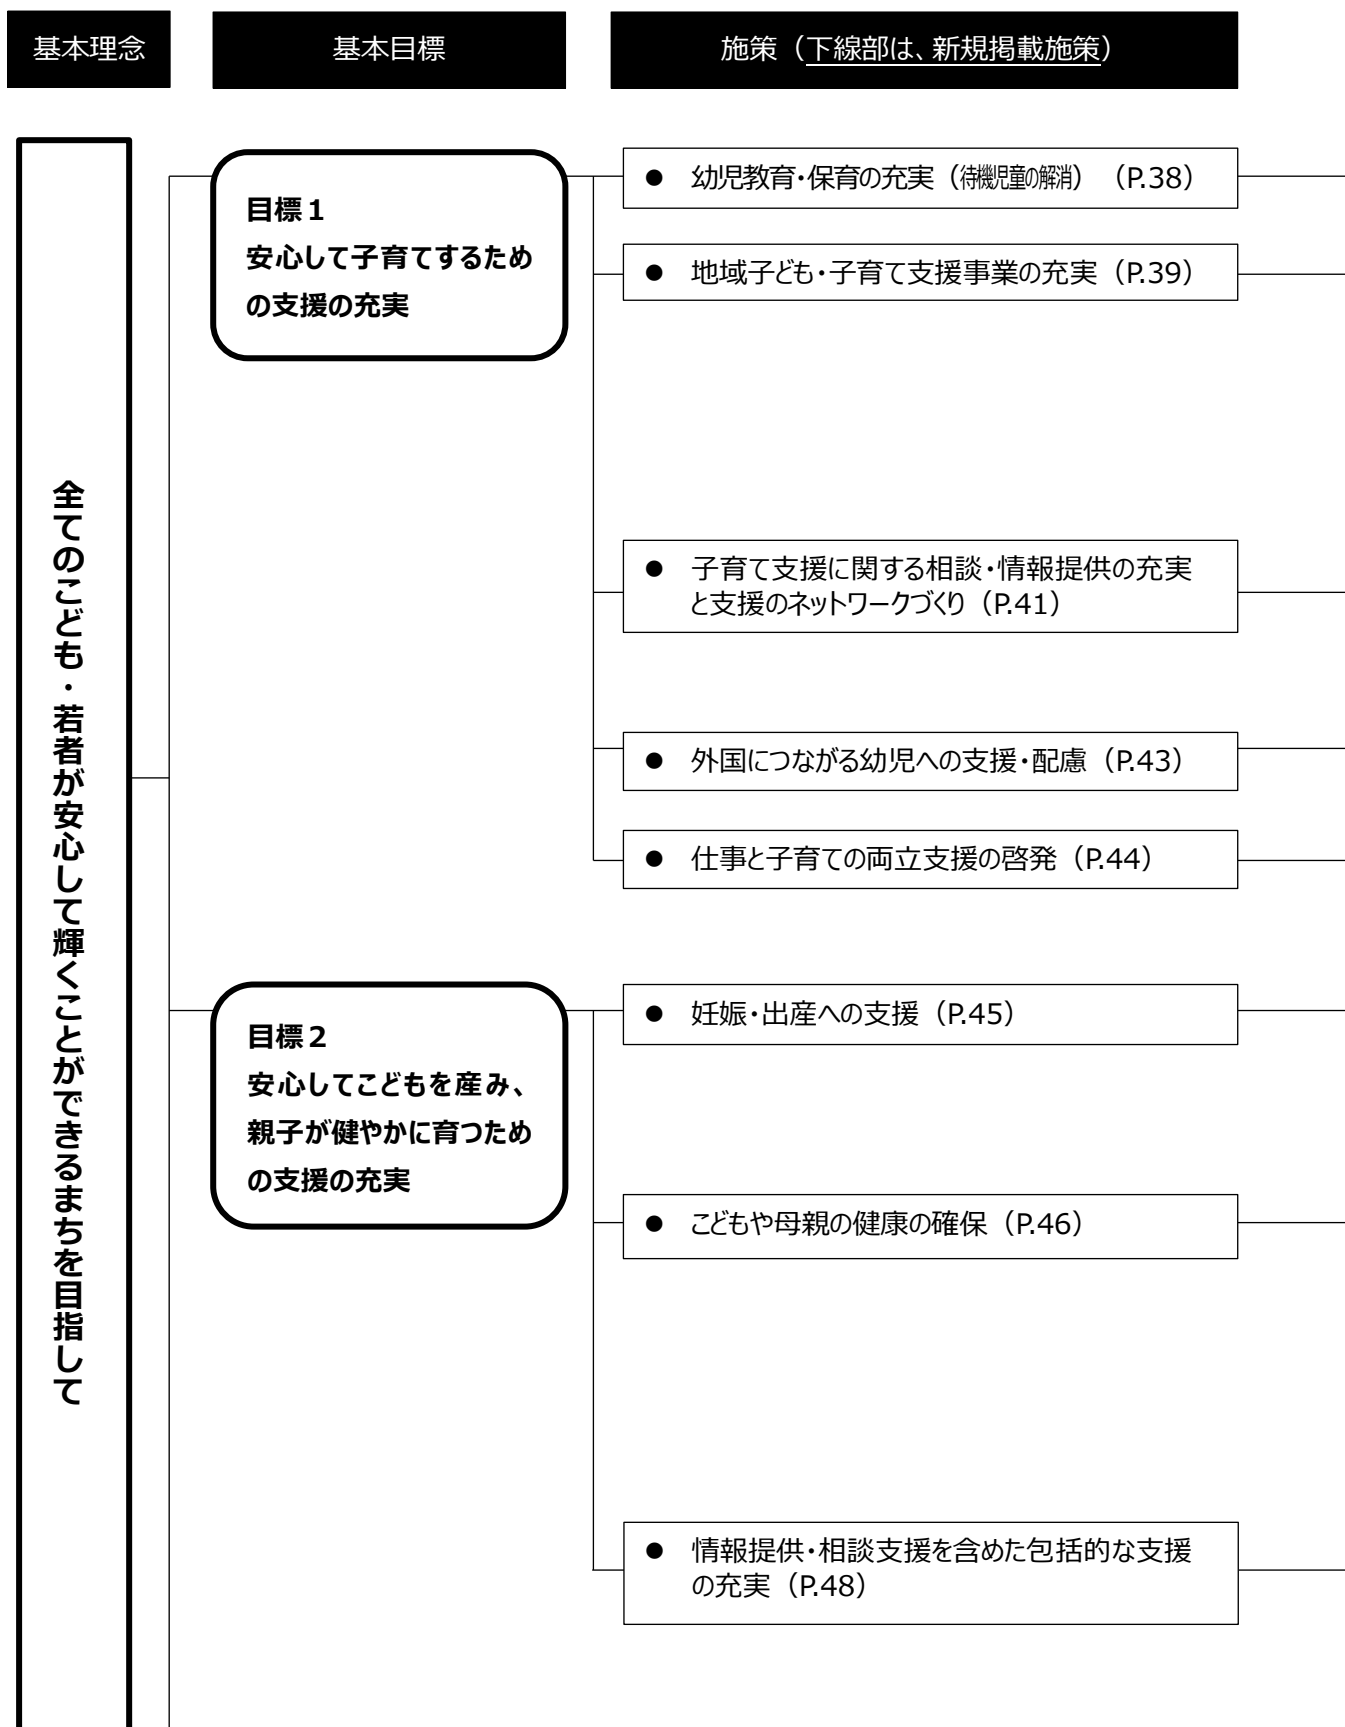 基本理念
基本目標
施策（下線部は、新規掲載施策）
全てのこども・若者が安心して輝くことができるまちを目指して
目標１
安心して子育てするため
の支援の充実
● 幼児教育・保育の充実（待機児童の解消）（P.38）
● 地域子ども・子育て支援事業の充実（P.39）
● 子育て支援に関する相談・情報提供の充実
と支援のネットワークづくり（P.41）
● 外国につながる幼児への支援・配慮（P.43）
● 仕事と子育ての両立支援の啓発（P.44）
目標２
安心してこどもを産み、
親子が健やかに育つため
の支援の充実
● 妊娠・出産への支援（P.45）
● こどもや母親の健康の確保（P.46）
● 情報提供・相談支援を含めた包括的な支援
の充実（P.48）